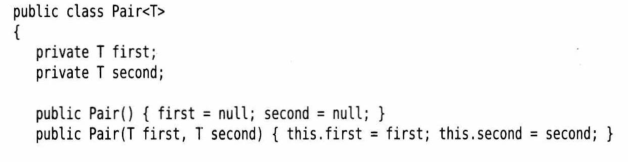 public class Pair<T>
{
private T first;
private T second;
public Pair() { first = null; second = null; }
public Pair(T first, T second) { this.first = first; this.second = second; }